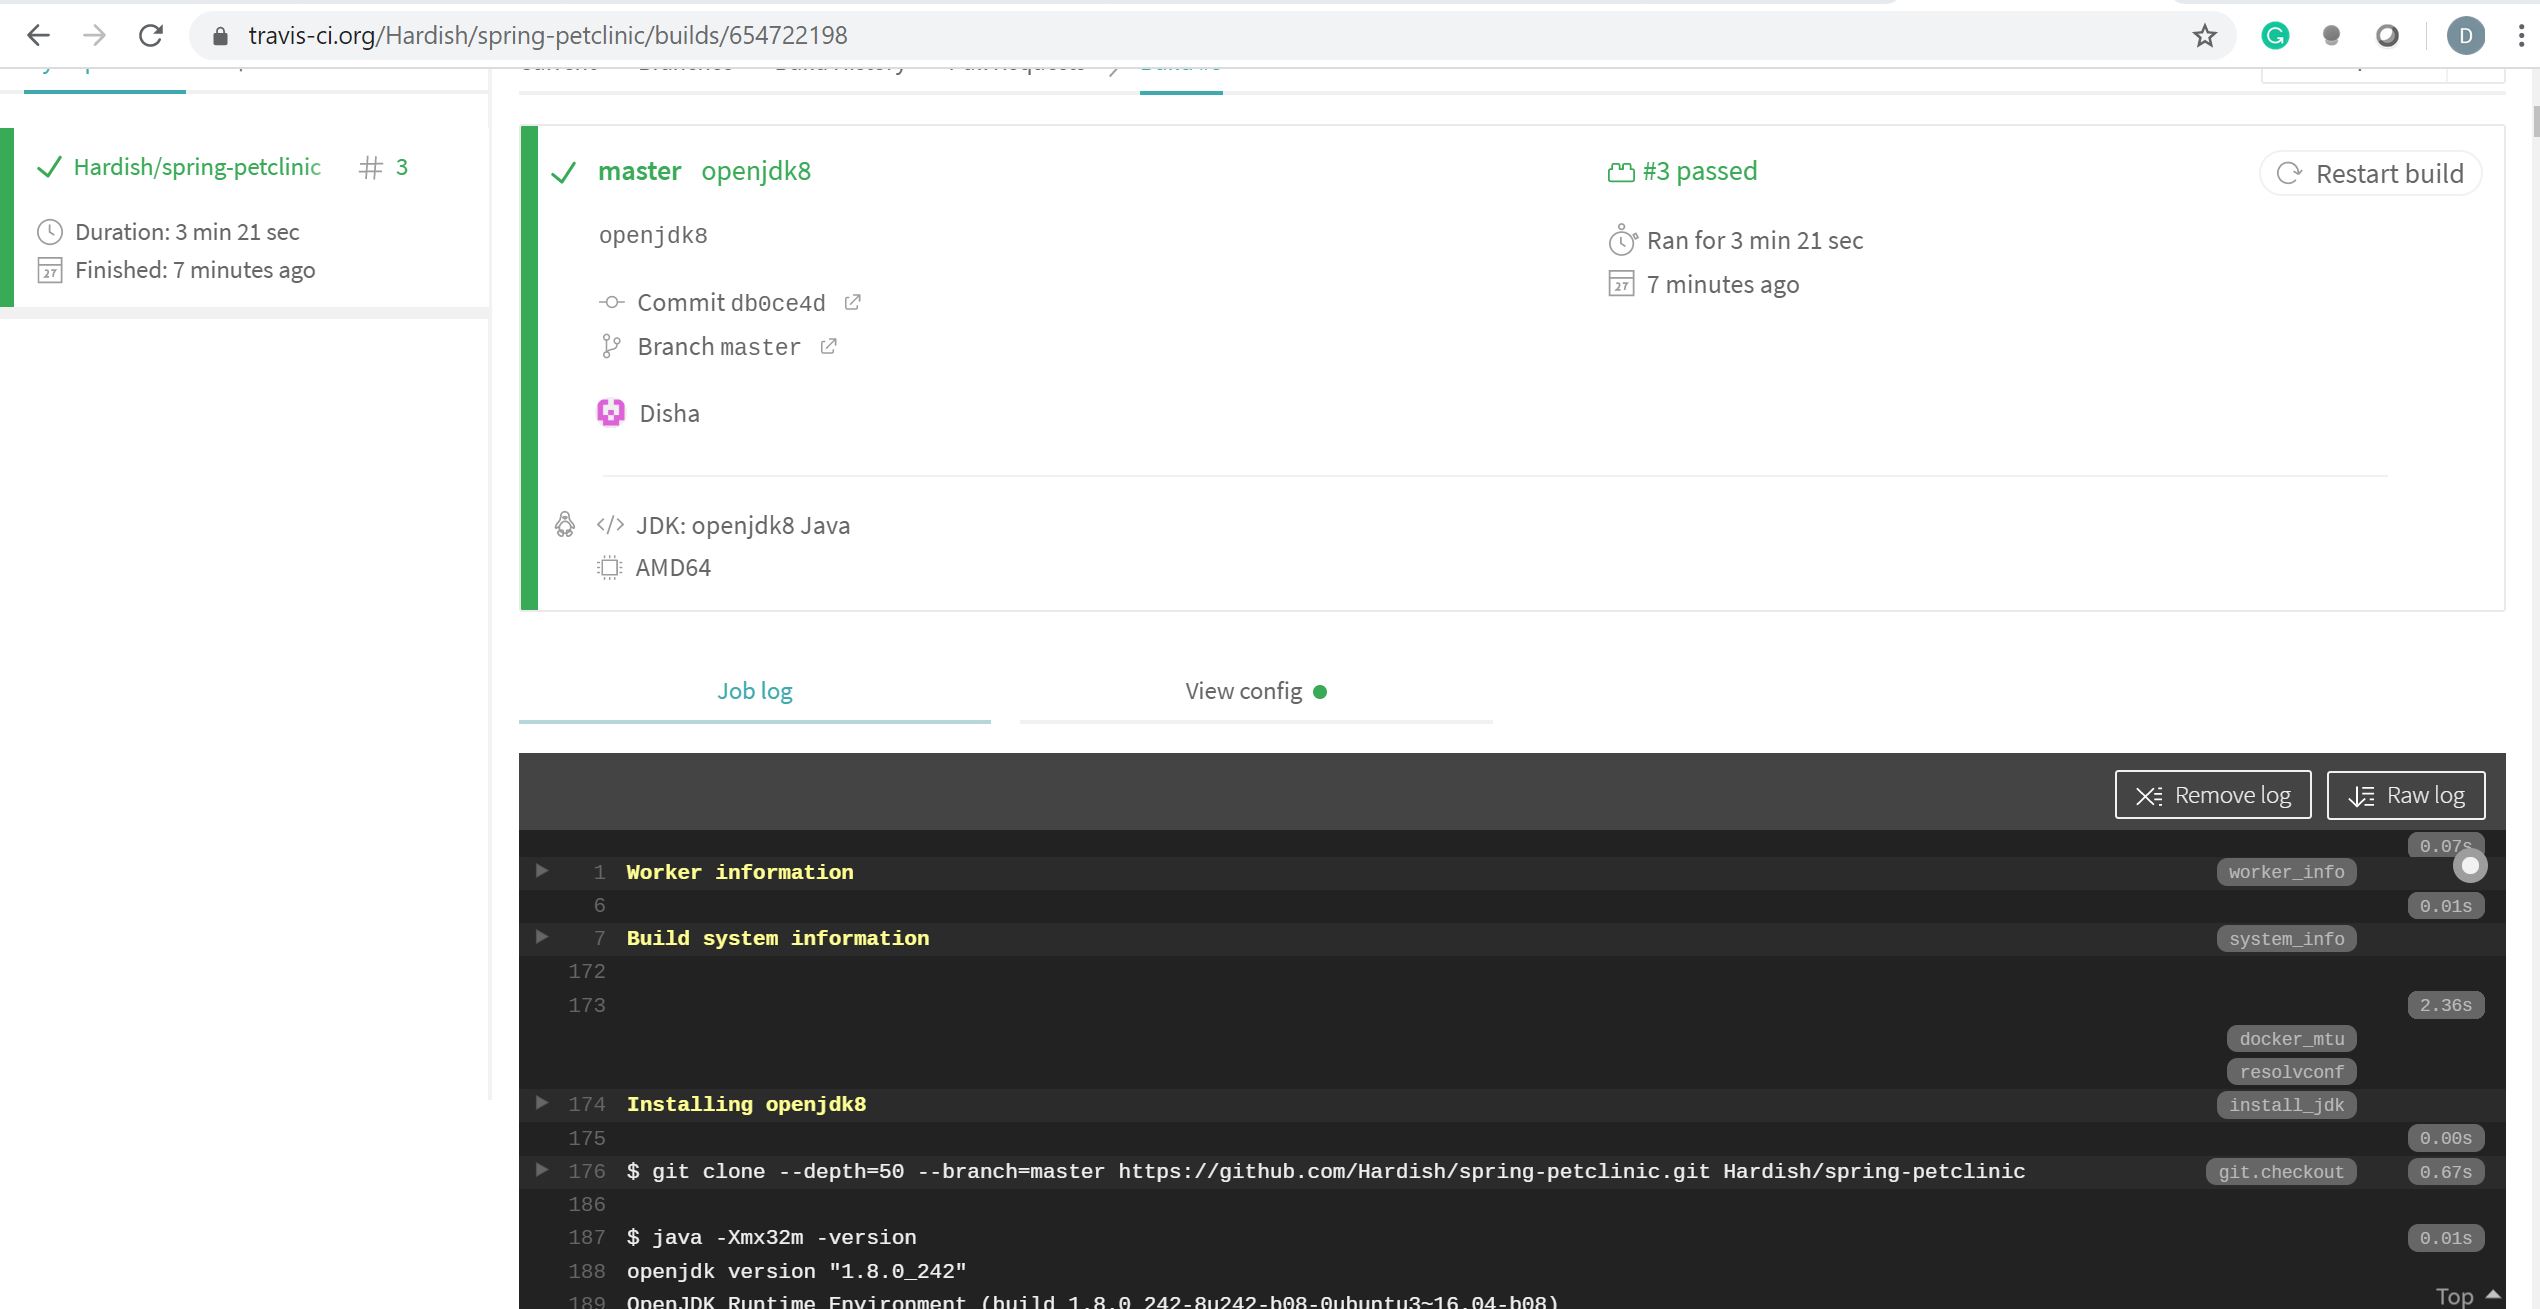 travis-ci.org/Hardish/spring-petclinic/builds/654722198
D
Hardish/spring-petclinic # 3
Duration: 3 min 21 sec
Finished: 7 minutes ago
master openjdk8
openjdk8
Commit db0ce4d
Branch master
Disha
JDK: openjdk8 Java
AMD64
#3 passed
Ran for 3 min 21 sec
27 7 minutes ago
Restart build
Job log
View config
Remove log
Raw log
0.07s
1 Worker information worker_info
6 0.01s
7 Build system information system_info
172
173 2.36s
docker_mtu
resolvconf
174 Installing openjdk8 install_jdk
175 0.00s
176 $ git clone --depth=50 --branch=master https://github.com/Hardish/spring-petclinic.git Hardish/spring-petclinic git.checkout 0.67s
186
187 $ java -Xmx32m -version 0.01s
188 openjdk version "1.8.0_242"
189 OpenJDK Runtime Environment (build 1.8.0_242-8u242-b08-0ubuntu3~16.04-b08)
Top